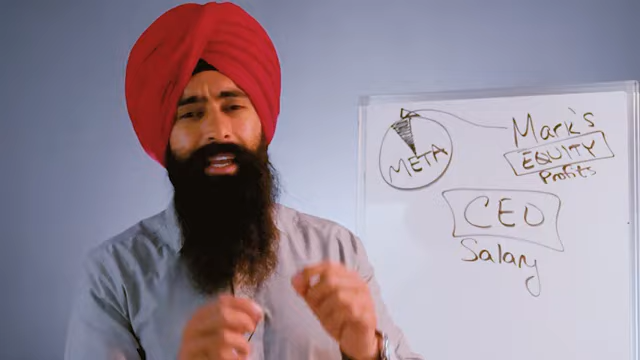 META
Mark's
EQUITY
Profits
CEO
Salary